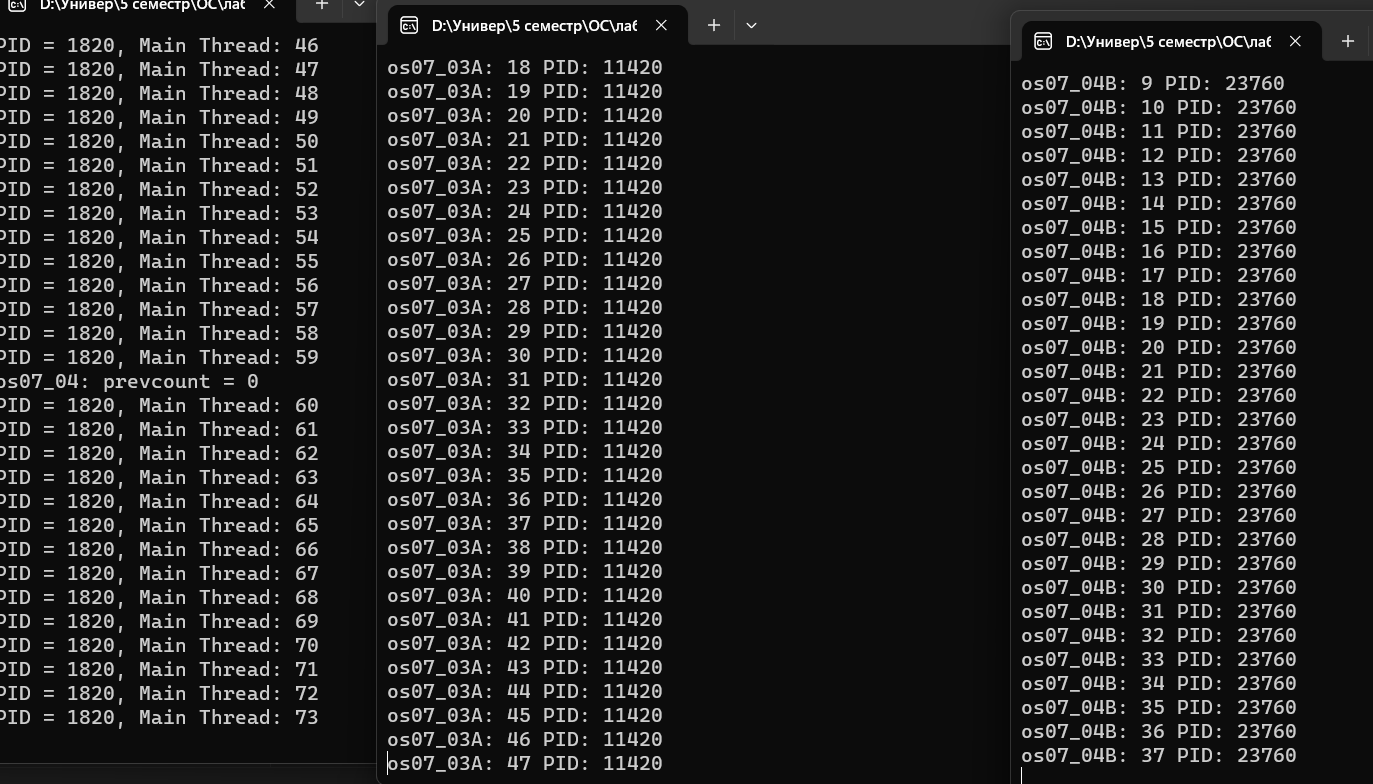 D:\Универ\5 семестр\ОС\лаб
PID = 1820, Main Thread: 46
PID = 1820, Main Thread: 47
PID = 1820, Main Thread: 48
PID = 1820, Main Thread: 49
PID = 1820, Main Thread: 50
PID = 1820, Main Thread: 51
PID = 1820, Main Thread: 52
PID = 1820, Main Thread: 53
PID = 1820, Main Thread: 54
PID = 1820, Main Thread: 55
PID = 1820, Main Thread: 56
PID = 1820, Main Thread: 57
PID = 1820, Main Thread: 58
PID = 1820, Main Thread: 59
os07_04: prevcount = 0
PID = 1820, Main Thread: 60
PID = 1820, Main Thread: 61
PID = 1820, Main Thread: 62
PID = 1820, Main Thread: 63
PID = 1820, Main Thread: 64
PID = 1820, Main Thread: 65
PID = 1820, Main Thread: 66
PID = 1820, Main Thread: 67
PID = 1820, Main Thread: 68
PID = 1820, Main Thread: 69
PID = 1820, Main Thread: 70
PID = 1820, Main Thread: 71
PID = 1820, Main Thread: 72
PID = 1820, Main Thread: 73
D:\Универ\5 семестр\ОС\лаб
os07_03A: 18 PID: 11420
os07_03A: 19 PID: 11420
os07_03A: 20 PID: 11420
os07_03A: 21 PID: 11420
os07_03A: 22 PID: 11420
os07_03A: 23 PID: 11420
os07_03A: 24 PID: 11420
os07_03A: 25 PID: 11420
os07_03A: 26 PID: 11420
os07_03A: 27 PID: 11420
os07_03A: 28 PID: 11420
os07_03A: 29 PID: 11420
os07_03A: 30 PID: 11420
os07_03A: 31 PID: 11420
os07_03A: 32 PID: 11420
os07_03A: 33 PID: 11420
os07_03A: 34 PID: 11420
os07_03A: 35 PID: 11420
os07_03A: 36 PID: 11420
os07_03A: 37 PID: 11420
os07_03A: 38 PID: 11420
os07_03A: 39 PID: 11420
os07_03A: 40 PID: 11420
os07_03A: 41 PID: 11420
os07_03A: 42 PID: 11420
os07_03A: 43 PID: 11420
os07_03A: 44 PID: 11420
os07_03A: 45 PID: 11420
os07_03A: 46 PID: 11420
os07_03A: 47 PID: 11420
D:\Универ\5 семестр\ОС\лаб
os07_04B: 9 PID: 23760
os07_04B: 10 PID: 23760
os07_04B: 11 PID: 23760
os07_04B: 12 PID: 23760
os07_04B: 13 PID: 23760
os07_04B: 14 PID: 23760
os07_04B: 15 PID: 23760
os07_04B: 16 PID: 23760
os07_04B: 17 PID: 23760
os07_04B: 18 PID: 23760
os07_04B: 19 PID: 23760
os07_04B: 20 PID: 23760
os07_04B: 21 PID: 23760
os07_04B: 22 PID: 23760
os07_04B: 23 PID: 23760
os07_04B: 24 PID: 23760
os07_04B: 25 PID: 23760
os07_04B: 26 PID: 23760
os07_04B: 27 PID: 23760
os07_04B: 28 PID: 23760
os07_04B: 29 PID: 23760
os07_04B: 30 PID: 23760
os07_04B: 31 PID: 23760
os07_04B: 32 PID: 23760
os07_04B: 33 PID: 23760
os07_04B: 34 PID: 23760
os07_04B: 35 PID: 23760
os07_04B: 36 PID: 23760
os07_04B: 37 PID: 23760